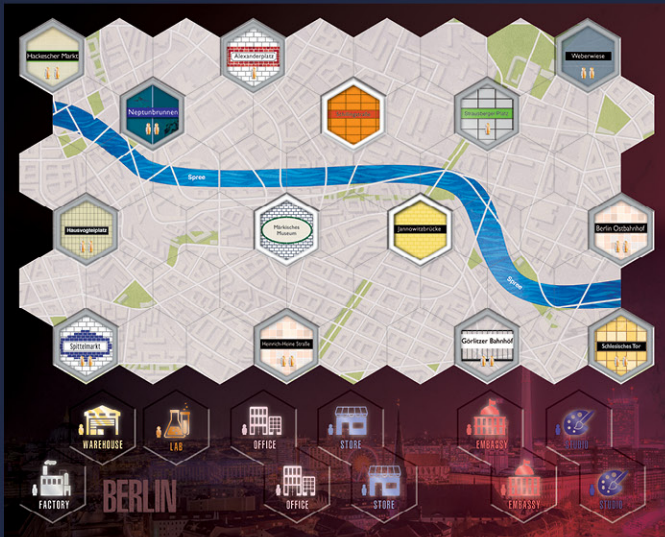 Hackescher Markt
Alexanderplatz
Weberwiese
Neptunbrunnen
Strausberger Platz
Spree
Hausvogteiplatz
Märkisches
Museum
Jannowitzbrücke
Berlin Ostbahnhof
Spree
Spittelmarkt
Heinrich-Heine Straße
Görlitzer Bahnhof
Schlesisches Tor
WAREHOUSE
LAB
OFFICE
STORE
EMBASSY
STUDIO
FACTORY
BERLIN
OFFICE
STORE
EMBASSY
STUDIO